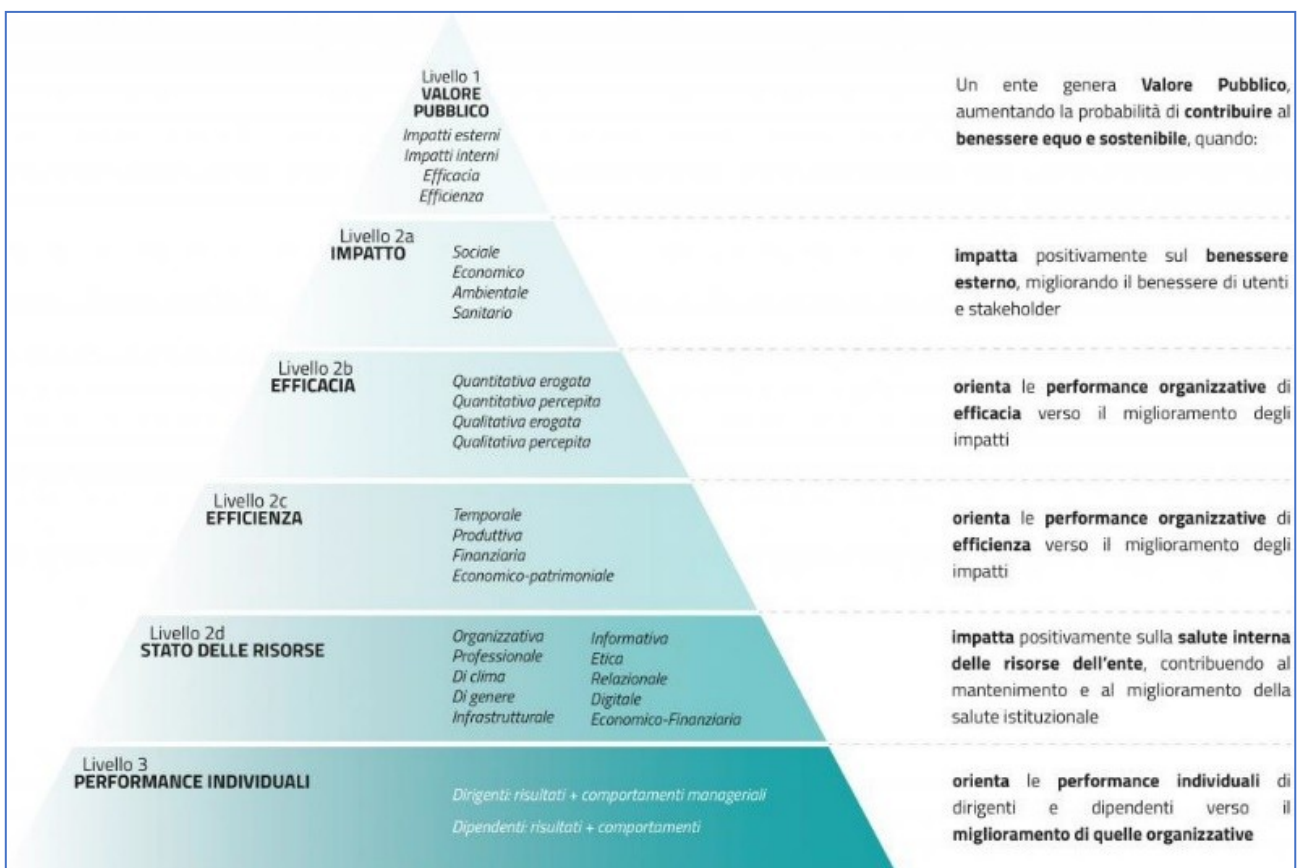 Livello 1
VALORE
PUBBLICO
Impatti esterni
Impatti interni
Efficacia
Efficienza
Un ente genera Valore Pubblico,
aumentando la probabilità di contribuire al
benessere equo e sostenibile, quando:
Livello 2a
IMPATTO
Sociale
Economico
Ambientale
Sanitario
impatta positivamente sul benessere
esterno, migliorando il benessere di utenti
e stakeholder
Livello 2b
EFFICACIA
Quantitativa erogata
Quantitativa percepita
Qualitativa erogata
Qualitativa percepita
orienta le performance organizzative di
efficacia verso il miglioramento degli
impatti
Livello 2c
EFFICIENZA
Temporale
Produttiva
Finanziaria
Economico-patrimoniale
orienta le performance organizzative di
efficienza verso il miglioramento degli
impatti
Livello 2d
STATO DELLE RISORSE
Organizzativa
Professionale
Di clima
Di genere
Infrastrutturale
Informativa
Etica
Relazionale
Digitale
Economico-Finanziaria
impatta positivamente sulla salute interna
delle risorse dell'ente, contribuendo al
mantenimento e al miglioramento della
salute istituzionale
Livello 3
PERFORMANCE INDIVIDUALI
Dirigenti: risultati + comportamenti manageriali
Dipendenti: risultati + comportamenti
orienta le performance individuali di
dirigenti e dipendenti verso il
miglioramento di quelle organizzative